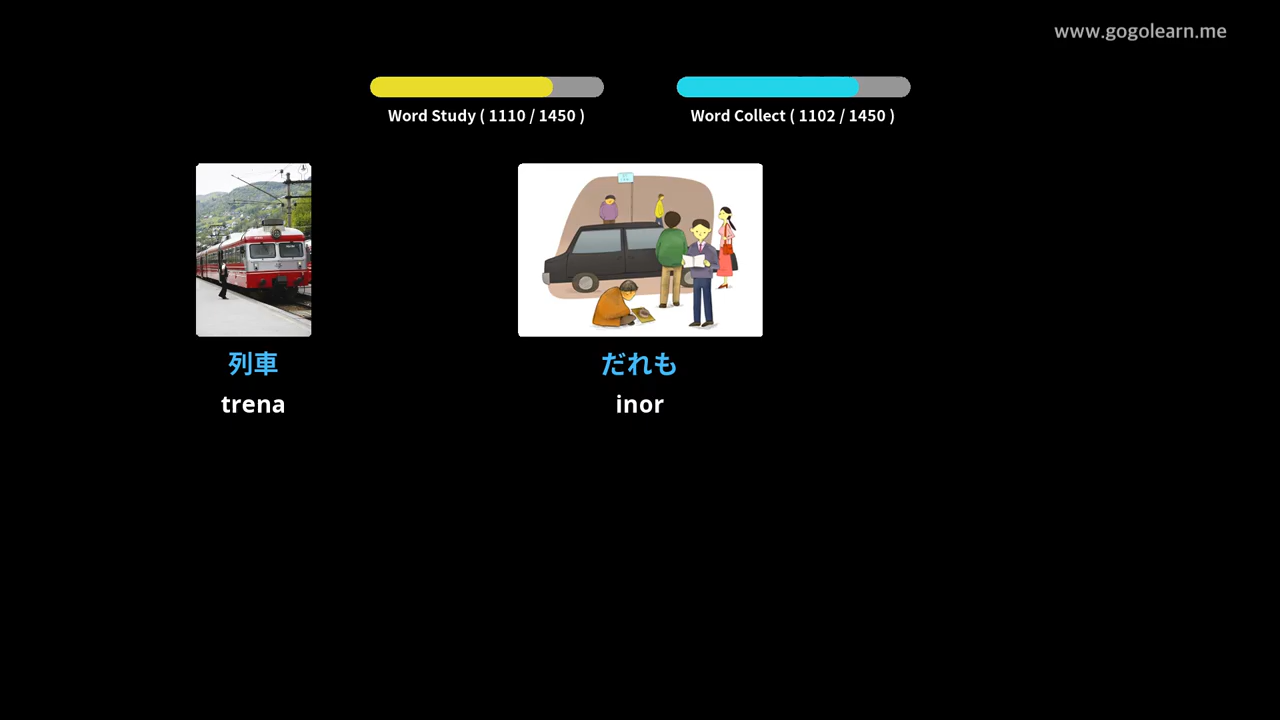 www.gogolearn.me
Word Study ( 1110 / 1450 )
Word Collect ( 1102 / 1450 )
列車
trena
だれも
inor